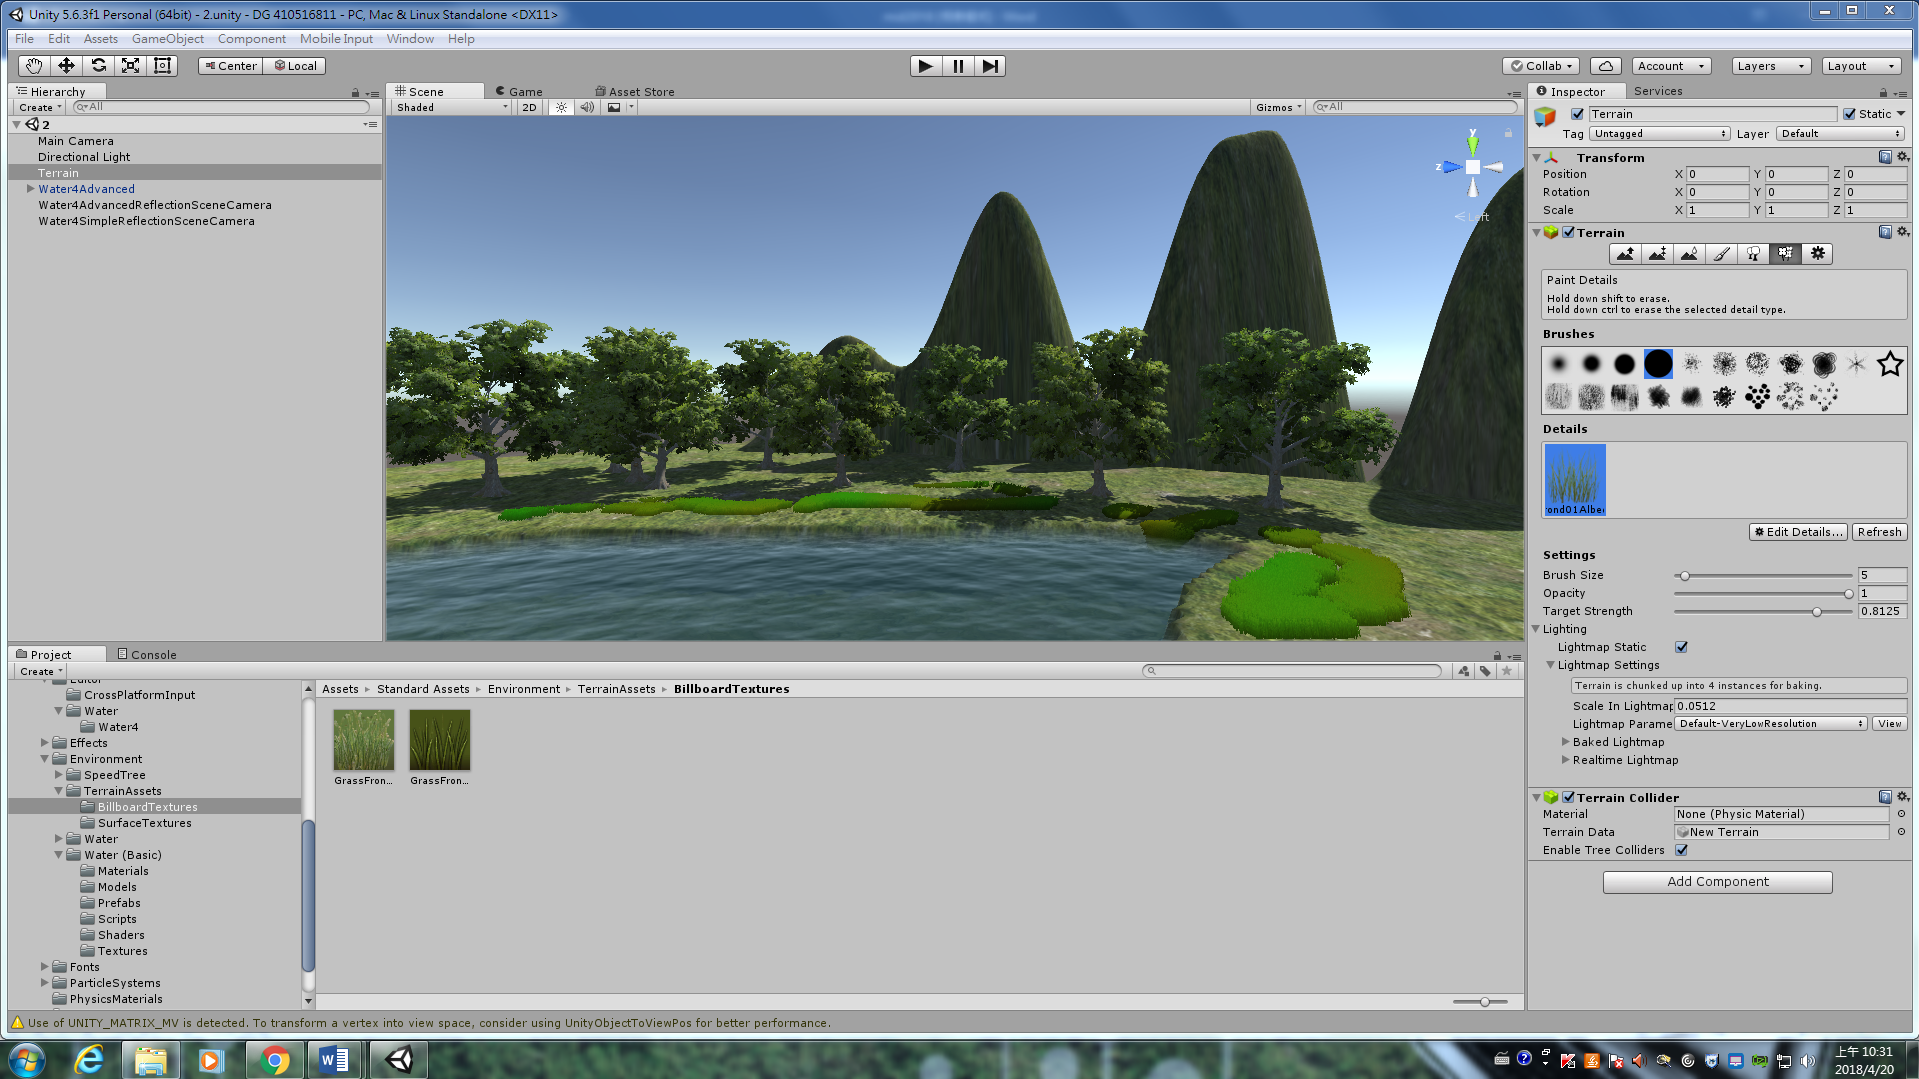 Unity 5.6.3f1 Personal (64bit) - 2.unity - DG 410516811 - PC, Mac & Linux Standalone <DX11>
File Edit Assets GameObject Component Mobile Input Window Help
Center Local Collab Account Layers Layout
Hierarchy
Create All
2
Main Camera
Directional Light
Terrain
Water4Advanced
Water4AdvancedReflectionSceneCamera
Water4SimpleReflectionSceneCamera
Scene Game Asset Store
Shaded 2D Gizmos All
y
z
Left
Inspector Services
Terrain Static
Tag Untagged Layer Default
Transform
Position X 0 Y 0 Z 0
Rotation X 0 Y 0 Z 0
Scale X 1 Y 1 Z 1
Terrain
Paint Details
Hold down shift to erase.
Hold down ctrl to erase the selected detail type.
Brushes
Details
rond01Albe
Edit Details... Refresh
Settings
Brush Size 5
Opacity 1
Target Strength 0.8125
Lighting
Lightmap Static
Lightmap Settings
Terrain is chunked up into 4 instances for baking.
Scale In Lightmap 0.0512
Lightmap Parame Default-VeryLowResolution View
Baked Lightmap
Realtime Lightmap
Terrain Collider
Material None (Physic Material)
Terrain Data New Terrain
Enable Tree Colliders
Add Component
Project Console
Create
Editor
CrossPlatformInput
Water
Water4
Effects
Environment
SpeedTree
TerrainAssets
BillboardTextures
SurfaceTextures
Water
Water (Basic)
Materials
Models
Prefabs
Scripts
Shaders
Textures
Fonts
ParticleSystems
PhysicsMaterials
Assets Standard Assets Environment TerrainAssets BillboardTextures
GrassFron... GrassFron...
Use of UNITY_MATRIX_MV is detected. To transform a vertex into view space, consider using UnityObjectToViewPos for better performance.
上午 10:31
2018/4/20